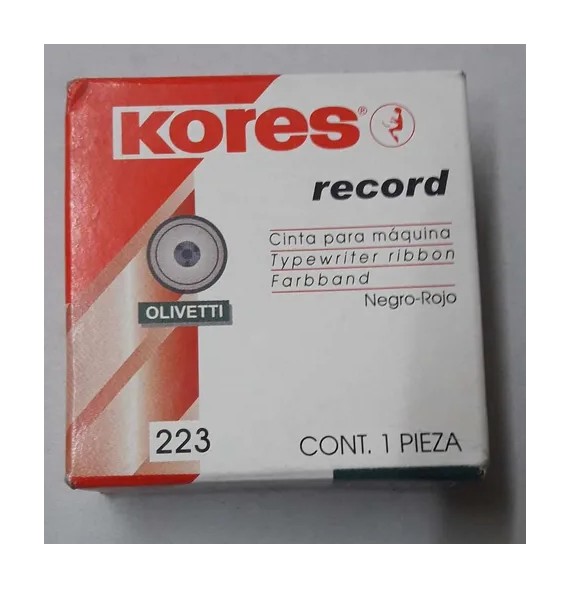 Kores®
record
Cinta para máquina
Typewriter ribbon
Farbband
Negro-Rojo
OLIVETTI
223
CONT. 1 PIEZA